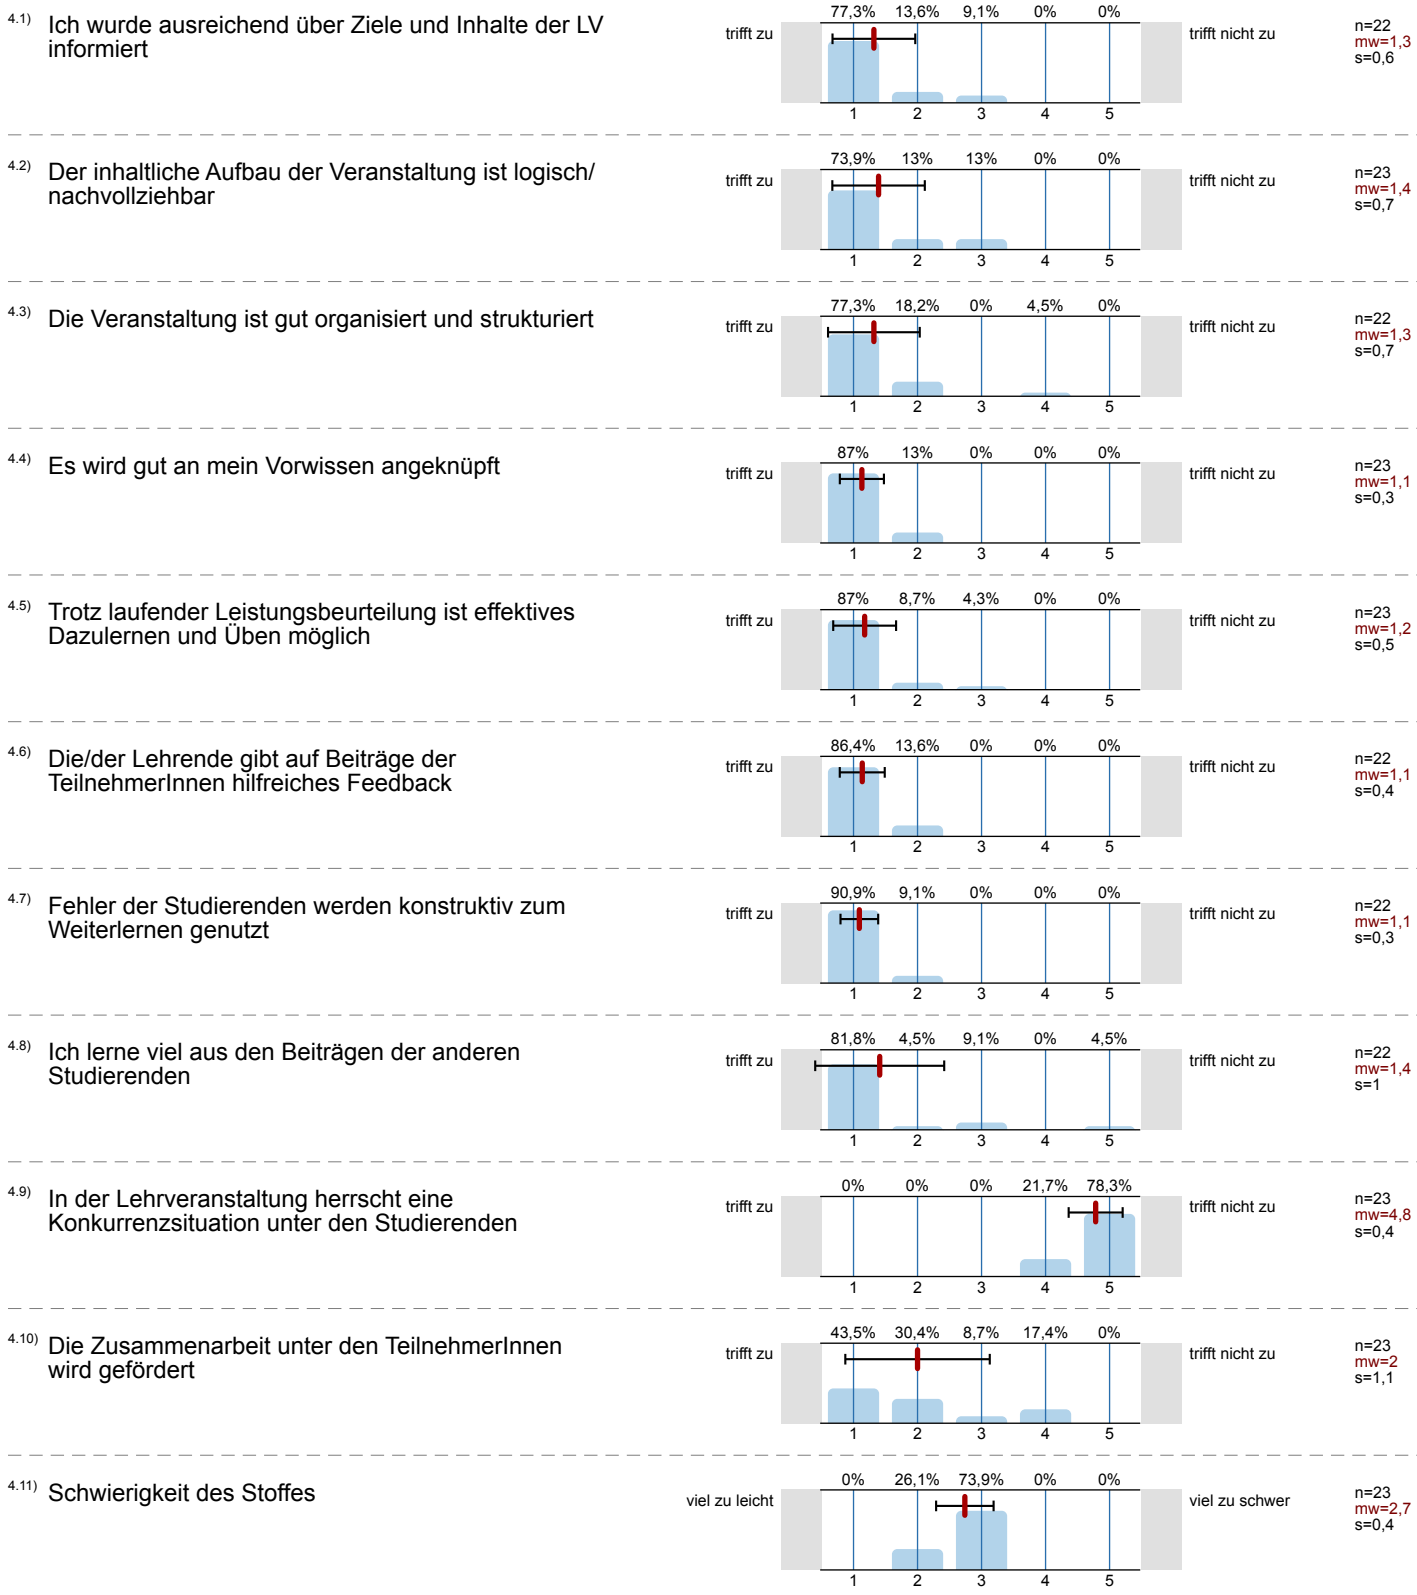 4.1) Ich wurde ausreichend über Ziele und Inhalte der LV
informiert
77,3% 13,6% 9,1% 0% 0%
trifft zu trifft nicht zu
n=22
mw=1,3
s=0,6
1 2 3 4 5
4.2) Der inhaltliche Aufbau der Veranstaltung ist logisch/
nachvollziehbar
73,9% 13% 13% 0% 0%
trifft zu trifft nicht zu
n=23
mw=1,4
s=0,7
1 2 3 4 5
4.3) Die Veranstaltung ist gut organisiert und strukturiert
77,3% 18,2% 0% 4,5% 0%
trifft zu trifft nicht zu
n=22
mw=1,3
s=0,7
1 2 3 4 5
4.4) Es wird gut an mein Vorwissen angeknüpft
87% 13% 0% 0% 0%
trifft zu trifft nicht zu
n=23
mw=1,1
s=0,3
1 2 3 4 5
4.5) Trotz laufender Leistungsbeurteilung ist effektives
Dazulernen und Üben möglich
87% 8,7% 4,3% 0% 0%
trifft zu trifft nicht zu
n=23
mw=1,2
s=0,5
1 2 3 4 5
4.6) Die/der Lehrende gibt auf Beiträge der
TeilnehmerInnen hilfreiches Feedback
86,4% 13,6% 0% 0% 0%
trifft zu trifft nicht zu
n=22
mw=1,1
s=0,4
1 2 3 4 5
4.7) Fehler der Studierenden werden konstruktiv zum
Weiterlernen genutzt
90,9% 9,1% 0% 0% 0%
trifft zu trifft nicht zu
n=22
mw=1,1
s=0,3
1 2 3 4 5
4.8) Ich lerne viel aus den Beiträgen der anderen
Studierenden
81,8% 4,5% 9,1% 0% 4,5%
trifft zu trifft nicht zu
n=22
mw=1,4
s=1
1 2 3 4 5
4.9) In der Lehrveranstaltung herrscht eine
Konkurrenzsituation unter den Studierenden
0% 0% 0% 21,7% 78,3%
trifft zu trifft nicht zu
n=23
mw=4,8
s=0,4
1 2 3 4 5
4.10) Die Zusammenarbeit unter den TeilnehmerInnen
wird gefördert
43,5% 30,4% 8,7% 17,4% 0%
trifft zu trifft nicht zu
n=23
mw=2
s=1,1
1 2 3 4 5
4.11) Schwierigkeit des Stoffes
0% 26,1% 73,9% 0% 0%
viel zu leicht viel zu schwer
n=23
mw=2,7
s=0,4
1 2 3 4 5